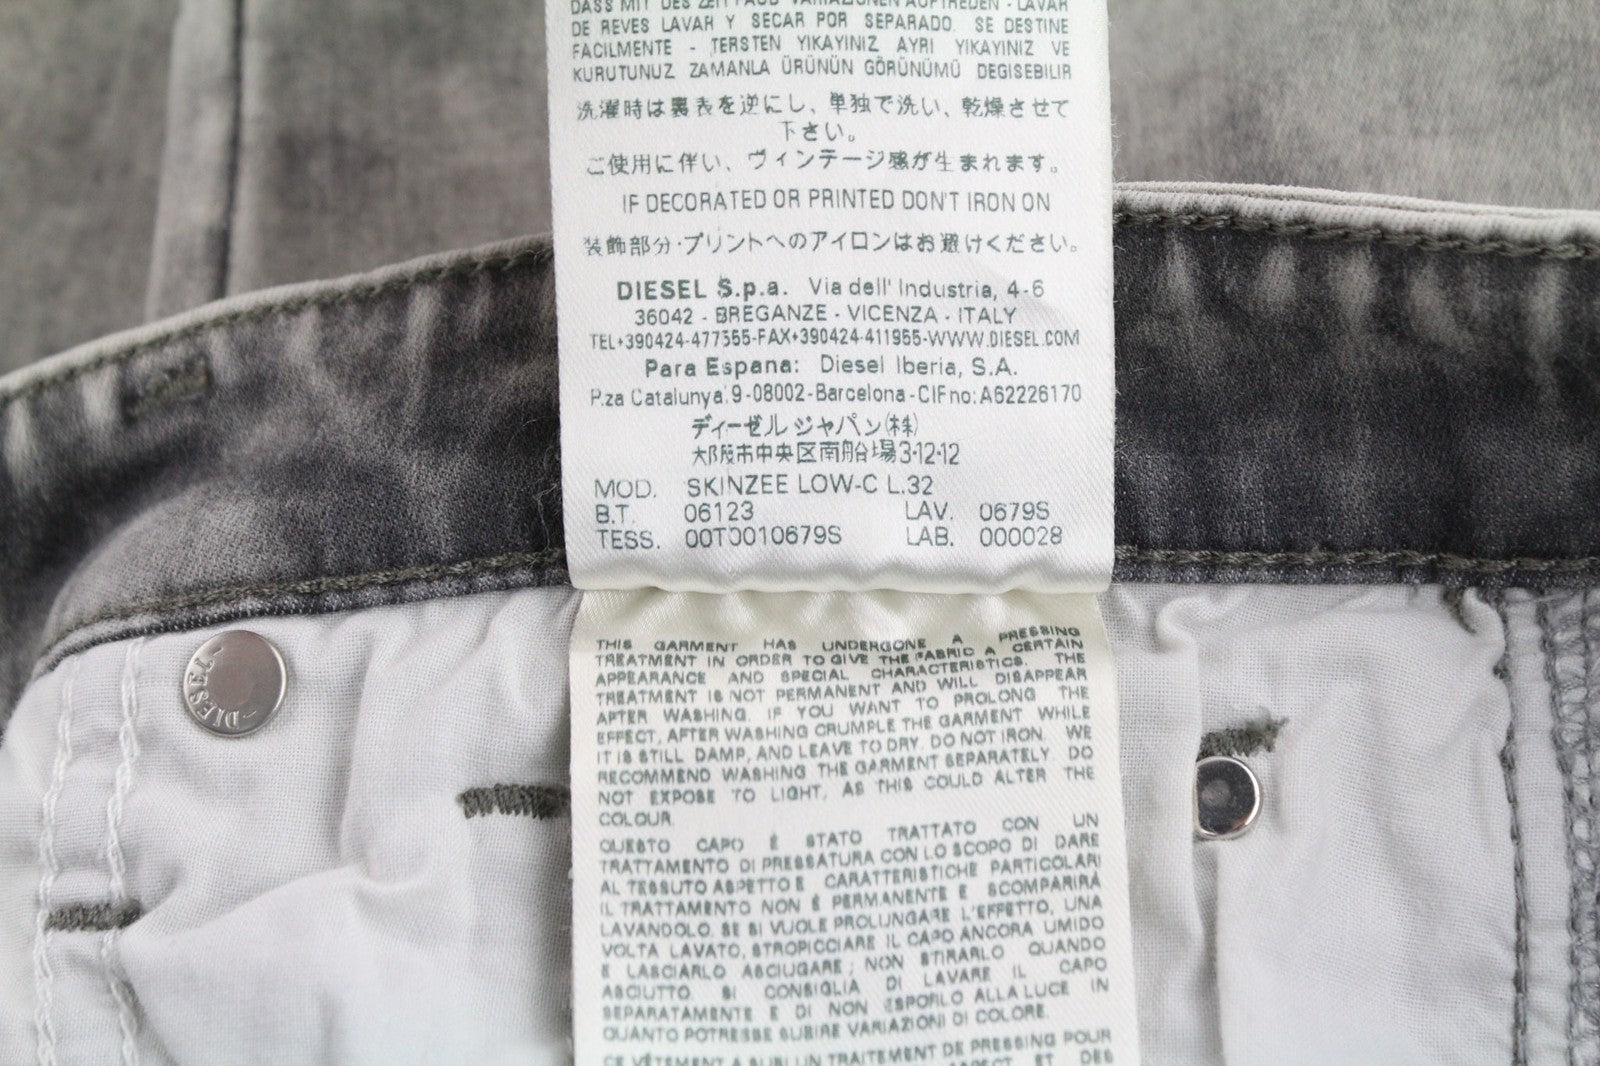 DASS MIT DES ZEIT FACO VARIAZIONEN AUFTREDEN - LAVAR
DE REVES LAVAR Y SECAR POR SEPARADO. SE DESTINE
FACILMENTE - TERSTEN YIKAYINIZ AYRI YIKAYINIZ VE
KURUTUNUZ ZAMANLA ÜRÜNÜN GÖRÜNÜMÜ DEGISEBILIR
洗濯時は裏表を逆にし、単独で洗い、乾燥させて
下さい。
ご使用に伴い、ヴィンテージ感が生まれます。
IF DECORATED OR PRINTED DON'T IRON ON
装飾部分・プリントへのアイロンはお避けください。
DIESEL S.p.a. Via dell' Industria, 4-6
36042 - BREGANZE - VICENZA - ITALY
TEL+390424-477555-FAX+390424-411955-WWW.DIESEL.COM
Para Espana: Diesel Iberia, S.A.
P.za Catalunya 9-08002-Barcelona-CIFno:A62226170
ディーゼル ジャパン(株)
大阪市中央区南船場3-12-12
MOD. SKINZEE LOW-C L.32
B.T. 06123 LAV. 0679S
TESS. 00T0010679S LAB. 000028
THIS GARMENT HAS UNDERGONE A PRESSING
TREATMENT IN ORDER TO GIVE THE FABRIC A CERTAIN
APPEARANCE AND SPECIAL CHARACTERISTICS. THE
TREATMENT IS NOT PERMANENT AND WILL DISAPPEAR
AFTER WASHING. IF YOU WANT TO PROLONG THE
EFFECT, AFTER WASHING CRUMPLE THE GARMENT WHILE
IT IS STILL DAMP, AND LEAVE TO DRY. DO NOT IRON. WE
RECOMMEND WASHING THE GARMENT SEPARATELY. DO
NOT EXPOSE TO LIGHT, AS THIS COULD ALTER THE
COLOUR.
QUESTO CAPO È STATO TRATTATO CON UN
TRATTAMENTO DI PRESSATURA CON LO SCOPO DI DARE
AL TESSUTO ASPETTO E CARATTERISTICHE PARTICOLARI
IL TRATTAMENTO NON È PERMANENTE E SCOMPARIRÀ
LAVANDOLO. SE SI VUOLE PROLUNGARE L'EFFETTO, UNA
VOLTA LAVATO, STROPICCIARE IL CAPO ANCORA UMIDO
E LASCIARLO ASCIUGARE; NON STIRARLO QUANDO
ASCIUTTO. SI CONSIGLIA DI LAVARE IL CAPO
SEPARATAMENTE E DI NON ESPORLO ALLA LUCE IN
QUANTO POTRESSE SUBIRE VARIAZIONI DI COLORE.
CE VÊTEMENT A SUBI UN TRAITEMENT DE PRESSING POUR
ASPECT ET DES
DIESEL